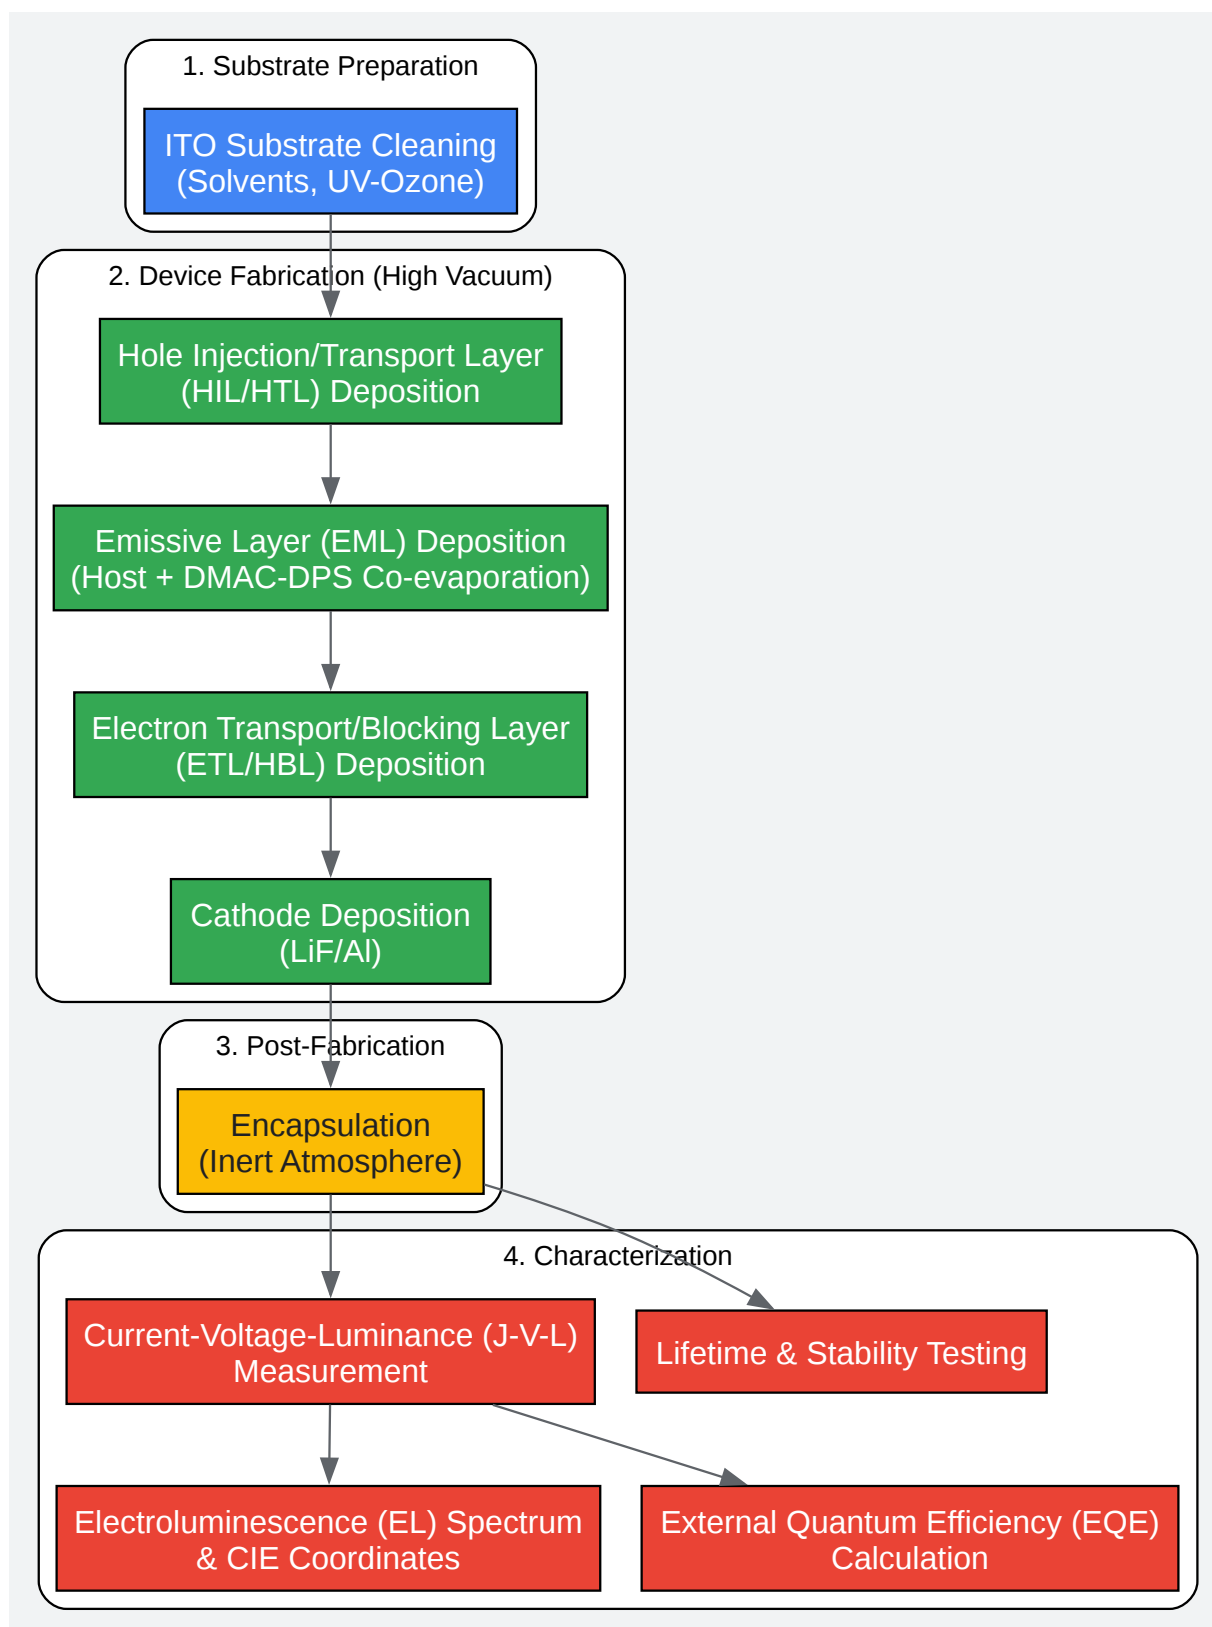 1. Substrate Preparation
ITO Substrate Cleaning
(Solvents, UV-Ozone)
2. Device Fabrication (High Vacuum)
Hole Injection/Transport Layer
(HIL/HTL) Deposition
Emissive Layer (EML) Deposition
(Host + DMAC-DPS Co-evaporation)
Electron Transport/Blocking Layer
(ETL/HBL) Deposition
Cathode Deposition
(LiF/Al)
3. Post-Fabrication
Encapsulation
(Inert Atmosphere)
4. Characterization
Current-Voltage-Luminance (J-V-L)
Measurement
Lifetime & Stability Testing
Electroluminescence (EL) Spectrum
& CIE Coordinates
External Quantum Efficiency (EQE)
Calculation